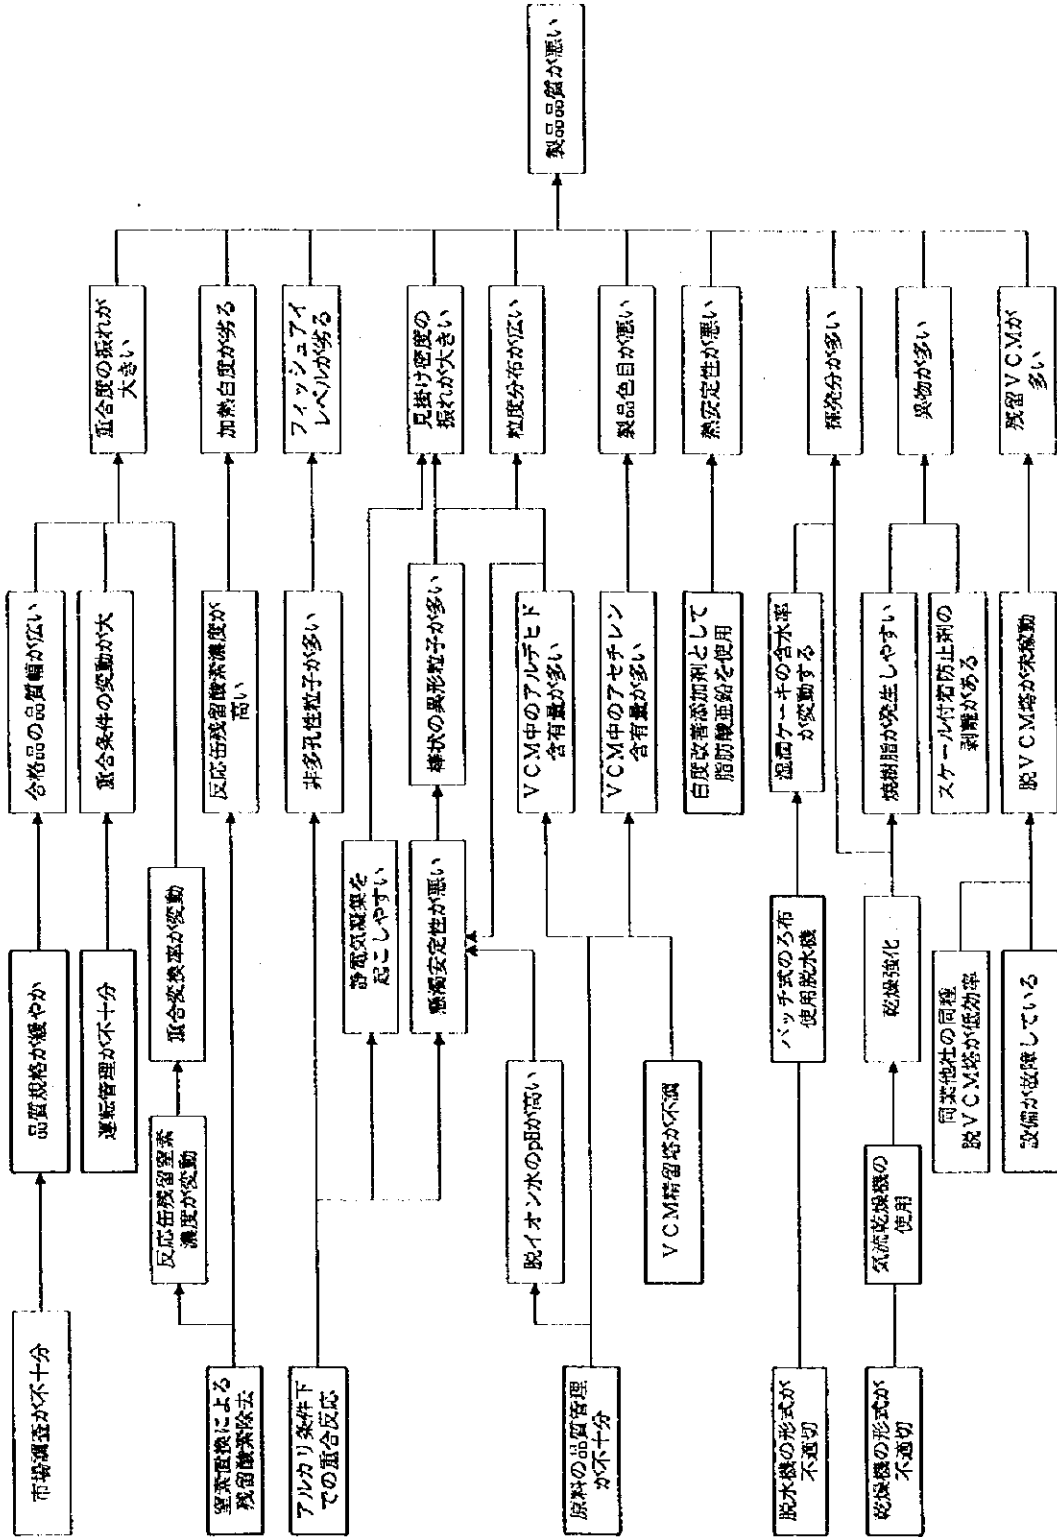 製品品質が悪い
重合度の振れが
大きい
加熱白度が劣る
フィッシュアイ
レベルが劣る
見掛け密度の
振れが大きい
粒度分布が広い
製品色目が悪い
熱安定性が悪い
揮発分が多い
異物が多い
残留VCMが
多い
合格品の品質幅が広い
重合条件の変動が大
反応缶残留酸素濃度が
高い
非多孔性粒子が多い
棒状の異形粒子が多い
VCM中のアルデヒド
含有量が多い
VCM中のアセチレン
含有量が多い
白度改善添加剤として
脂肪酸亜鉛を使用
湿潤ケーキの含水率
が変動する
焼樹脂が発生しやすい
スケール付着防止剤の
剥離がある
脱VCM塔が未稼動
品質規格が緩やか
運転管理が不十分
重合変換率が変動
静電気凝集を
起こしやすい
懸濁安定性が悪い
バッチ式のろ布
使用脱水機
乾燥強化
同業他社の同種
脱VCM塔が低効率
設備が故障している
反応缶残留窒素
濃度が変動
脱イオン水のpHが高い
VCM精留塔が不調
気流乾燥機の
使用
市場調査が不十分
窒素置換による
残留酸素除去
アルカリ条件下
での重合反応
原料の品質管理
が不十分
脱水機の形式が
不適切
乾燥機の形式が
不適切